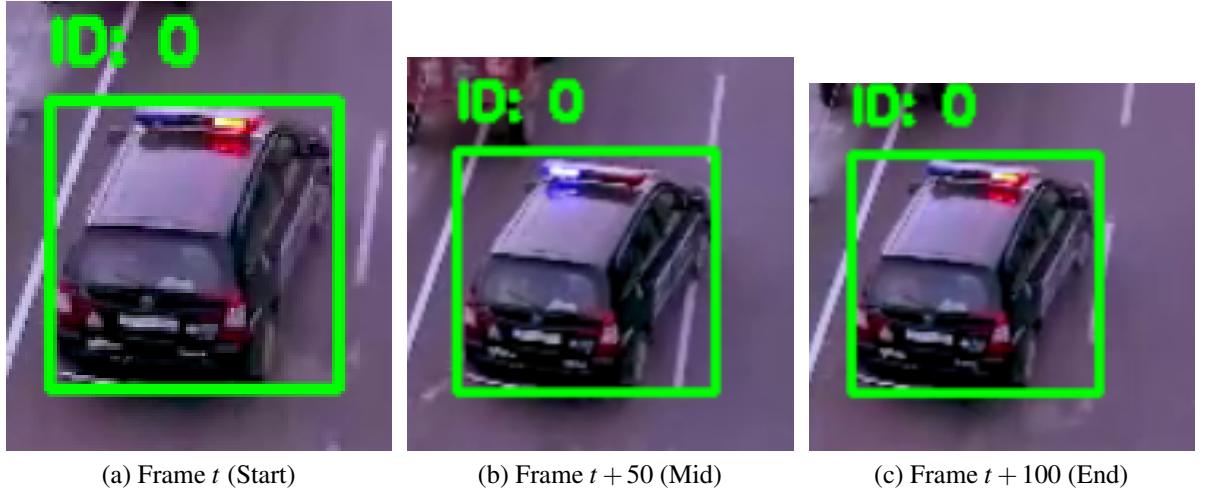 ID: 0
ID: 0
ID: 0
(a) Frame t (Start)
(b) Frame t + 50 (Mid)
(c) Frame t + 100 (End)